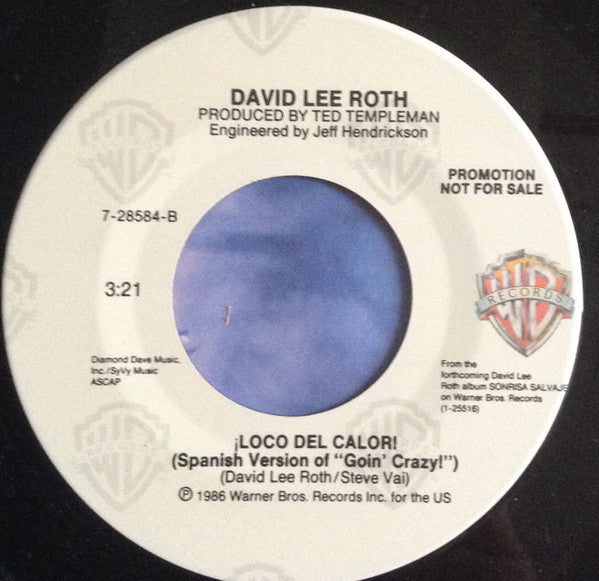 DAVID LEE ROTH
PRODUCED BY TED TEMPLEMAN
Engineered by Jeff Hendrickson
PROMOTION
NOT FOR SALE
7-28584-B
3:21
RECORDS
Diamond Dave Music,
Inc./SyVy Music
ASCAP
From the
forthcoming David Lee
Roth album SONRISA SALVAJE
on Warner Bros. Records
(1-25516)
¡LOCO DEL CALOR!
(Spanish Version of "Goin' Crazy!")
(David Lee Roth/Steve Vai)
℗ 1986 Warner Bros. Records Inc. for the US